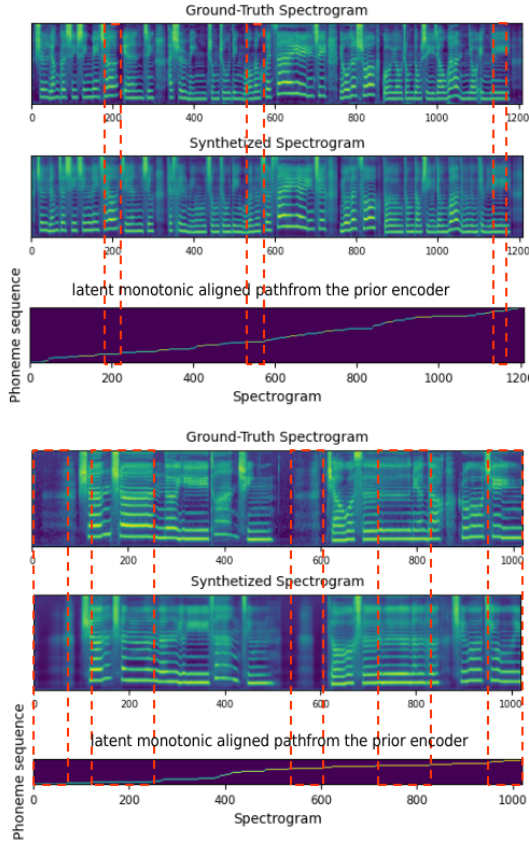 Ground-Truth Spectrogram
0 200 400 600 800 1000 1200
Synthetized Spectrogram
0 200 400 600 800 1000 1200
latent monotonic aligned pathfrom the prior encoder
Phoneme sequence
0 200 400 600 800 1000 1200
Spectrogram
Ground-Truth Spectrogram
0 200 400 600 800 1000
Synthetized Spectrogram
0 200 400 600 800 1000
latent monotonic aligned pathfrom the prior encoder
Phoneme sequence
0 200 400 600 800 1000
Spectrogram